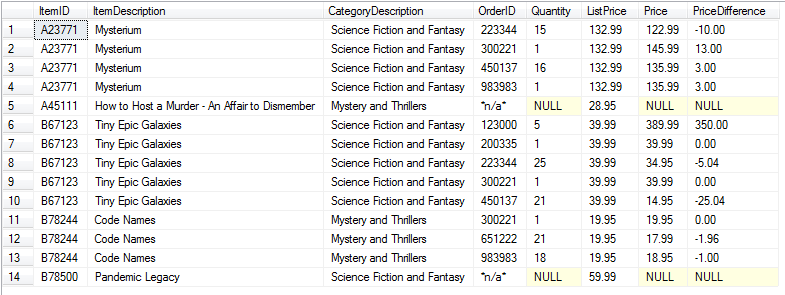 ItemID ItemDescription CategoryDescription OrderID Quantity ListPrice Price PriceDifference
1 A23771 Mysterium Science Fiction and Fantasy 223344 15 132.99 122.99 -10.00
2 A23771 Mysterium Science Fiction and Fantasy 300221 1 132.99 145.99 13.00
3 A23771 Mysterium Science Fiction and Fantasy 450137 16 132.99 135.99 3.00
4 A23771 Mysterium Science Fiction and Fantasy 983983 1 132.99 135.99 3.00
5 A45111 How to Host a Murder - An Affair to Dismember Mystery and Thrillers *n/a* NULL 28.95 NULL NULL
6 B67123 Tiny Epic Galaxies Science Fiction and Fantasy 123000 5 39.99 389.99 350.00
7 B67123 Tiny Epic Galaxies Science Fiction and Fantasy 200335 1 39.99 39.99 0.00
8 B67123 Tiny Epic Galaxies Science Fiction and Fantasy 223344 25 39.99 34.95 -5.04
9 B67123 Tiny Epic Galaxies Science Fiction and Fantasy 300221 1 39.99 39.99 0.00
10 B67123 Tiny Epic Galaxies Science Fiction and Fantasy 450137 21 39.99 14.95 -25.04
11 B78244 Code Names Mystery and Thrillers 300221 1 19.95 19.95 0.00
12 B78244 Code Names Mystery and Thrillers 651222 21 19.95 17.99 -1.96
13 B78244 Code Names Mystery and Thrillers 983983 18 19.95 18.95 -1.00
14 B78500 Pandemic Legacy Science Fiction and Fantasy *n/a* NULL 59.99 NULL NULL